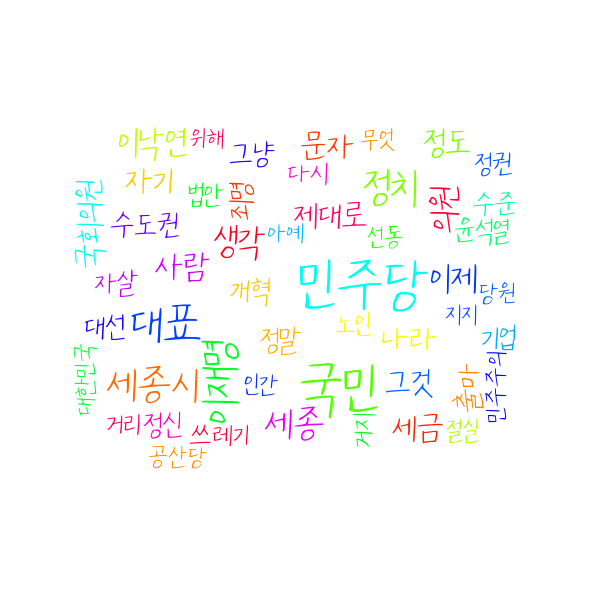 이낙연
위해
그냥
문자
무엇
정도
정권
자기
다시
법안
죄명
정치
의원
수준
국회의원
수도권
생각
아예
제대로
선동
윤석열
사람
자살
개혁
민주당
이제
당원
지지
대선
대표
정말
노인
나라
기업
대한민국
세종시
이재명
인간
국민
그것
출마
민주주의
거리
정신
쓰레기
세종
거지
세금
절실
공산당